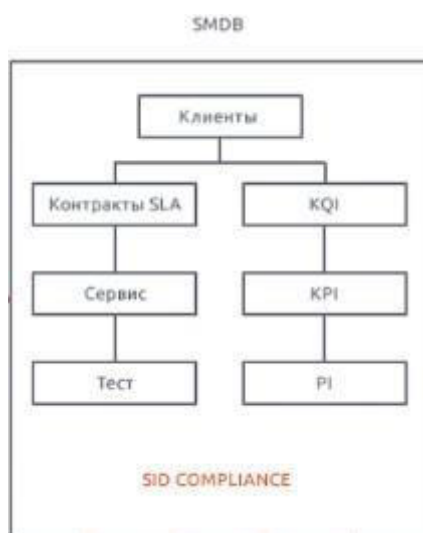 SMDB
Клиенты
Контракты SLA
KQI
Сервис
KPI
Тест
PI
SID COMPLIANCE